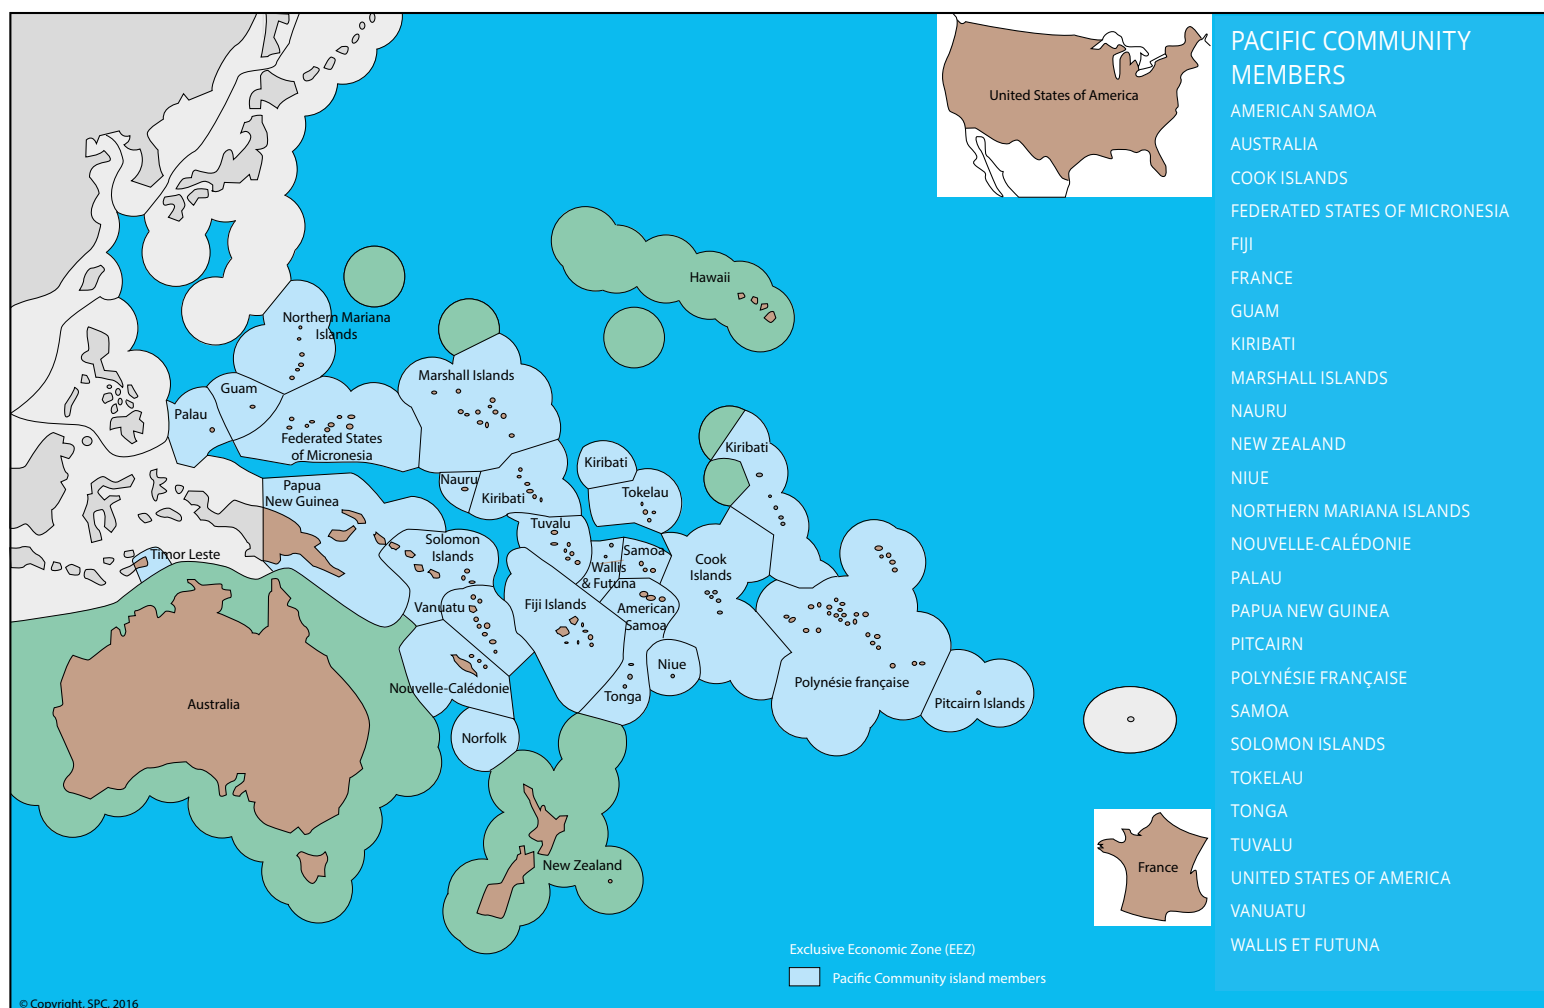 United States of America
Hawaii
Northern Mariana
Islands
Marshall Islands
Guam
Palau
Federated States
of Micronesia
Kiribati
Kiribati
Nauru
Kiribati
Papua
New Guinea
Tokelau
Tuvalu
Solomon
Islands
Timor Leste
Samoa
Wallis
& Futuna
Cook
Islands
Vanuatu
Fiji Islands
American
Samoa
Niue
Nouvelle-Calédonie
Tonga
Polynésie française
Pitcairn Islands
Australia
Norfolk
New Zealand
France
Exclusive Economic Zone (EEZ)
Pacific Community island members
© Copyright, SPC, 2016
PACIFIC COMMUNITY
MEMBERS
AMERICAN SAMOA
AUSTRALIA
COOK ISLANDS
FEDERATED STATES OF MICRONESIA
FIJI
FRANCE
GUAM
KIRIBATI
MARSHALL ISLANDS
NAURU
NEW ZEALAND
NIUE
NORTHERN MARIANA ISLANDS
NOUVELLE-CALÉDONIE
PALAU
PAPUA NEW GUINEA
PITCAIRN
POLYNÉSIE FRANÇAISE
SAMOA
SOLOMON ISLANDS
TOKELAU
TONGA
TUVALU
UNITED STATES OF AMERICA
VANUATU
WALLIS ET FUTUNA